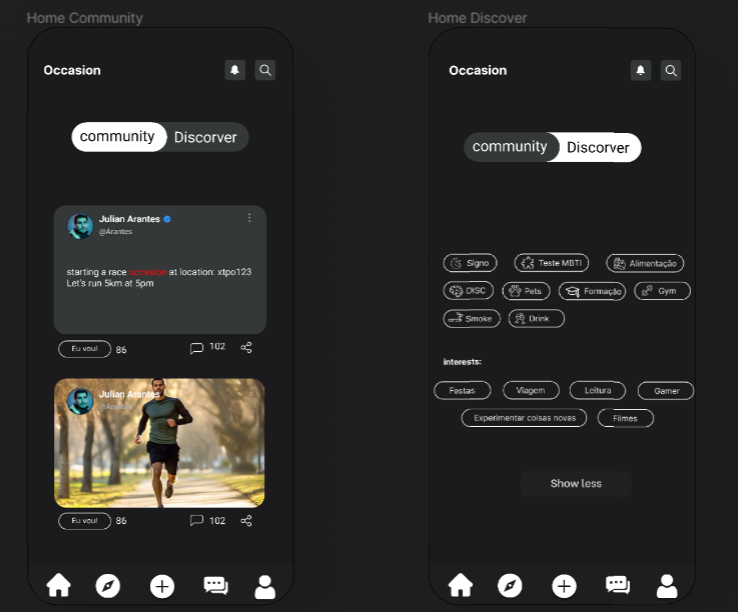 Home Community
Occasion
community Discorver
Julian Arantes
@Arantes
starting a race occasion at location: xtpo123
Let's run 5km at 5pm
Eu vou! 86 102
Julian Arantes
@Arantes
Eu vou! 86 102
Home Discover
Occasion
community Discorver
Signo Teste MBTI Alimentação
DISC Pets Formação Gym
Smoke Drink
interests:
Festas Viagem Leitura Gamer
Experimentar coisas novas Filmes
Show less